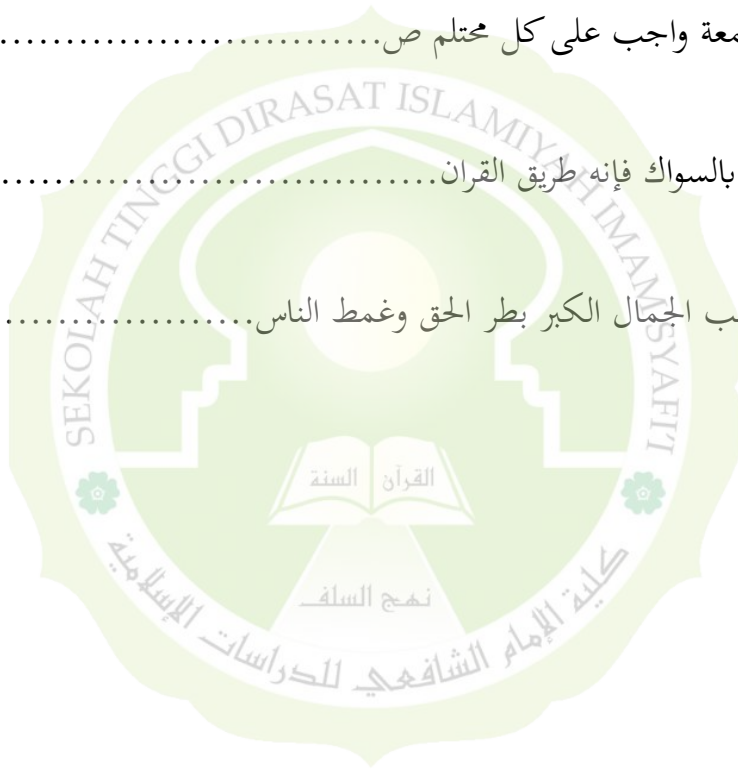 معة واجب على كل محتلم ص............................
بالسواك فإنه طريق القران.................................
ب الجمال الكبر بطر الحق وغمط الناس...................
SEKOLAH TINGGI DIRASAT ISLAMIYAH IMAM SYAFI'I
القرآن السنة
نهج السلف
كلية الإمام الشافعي للدراسات الإسلامية